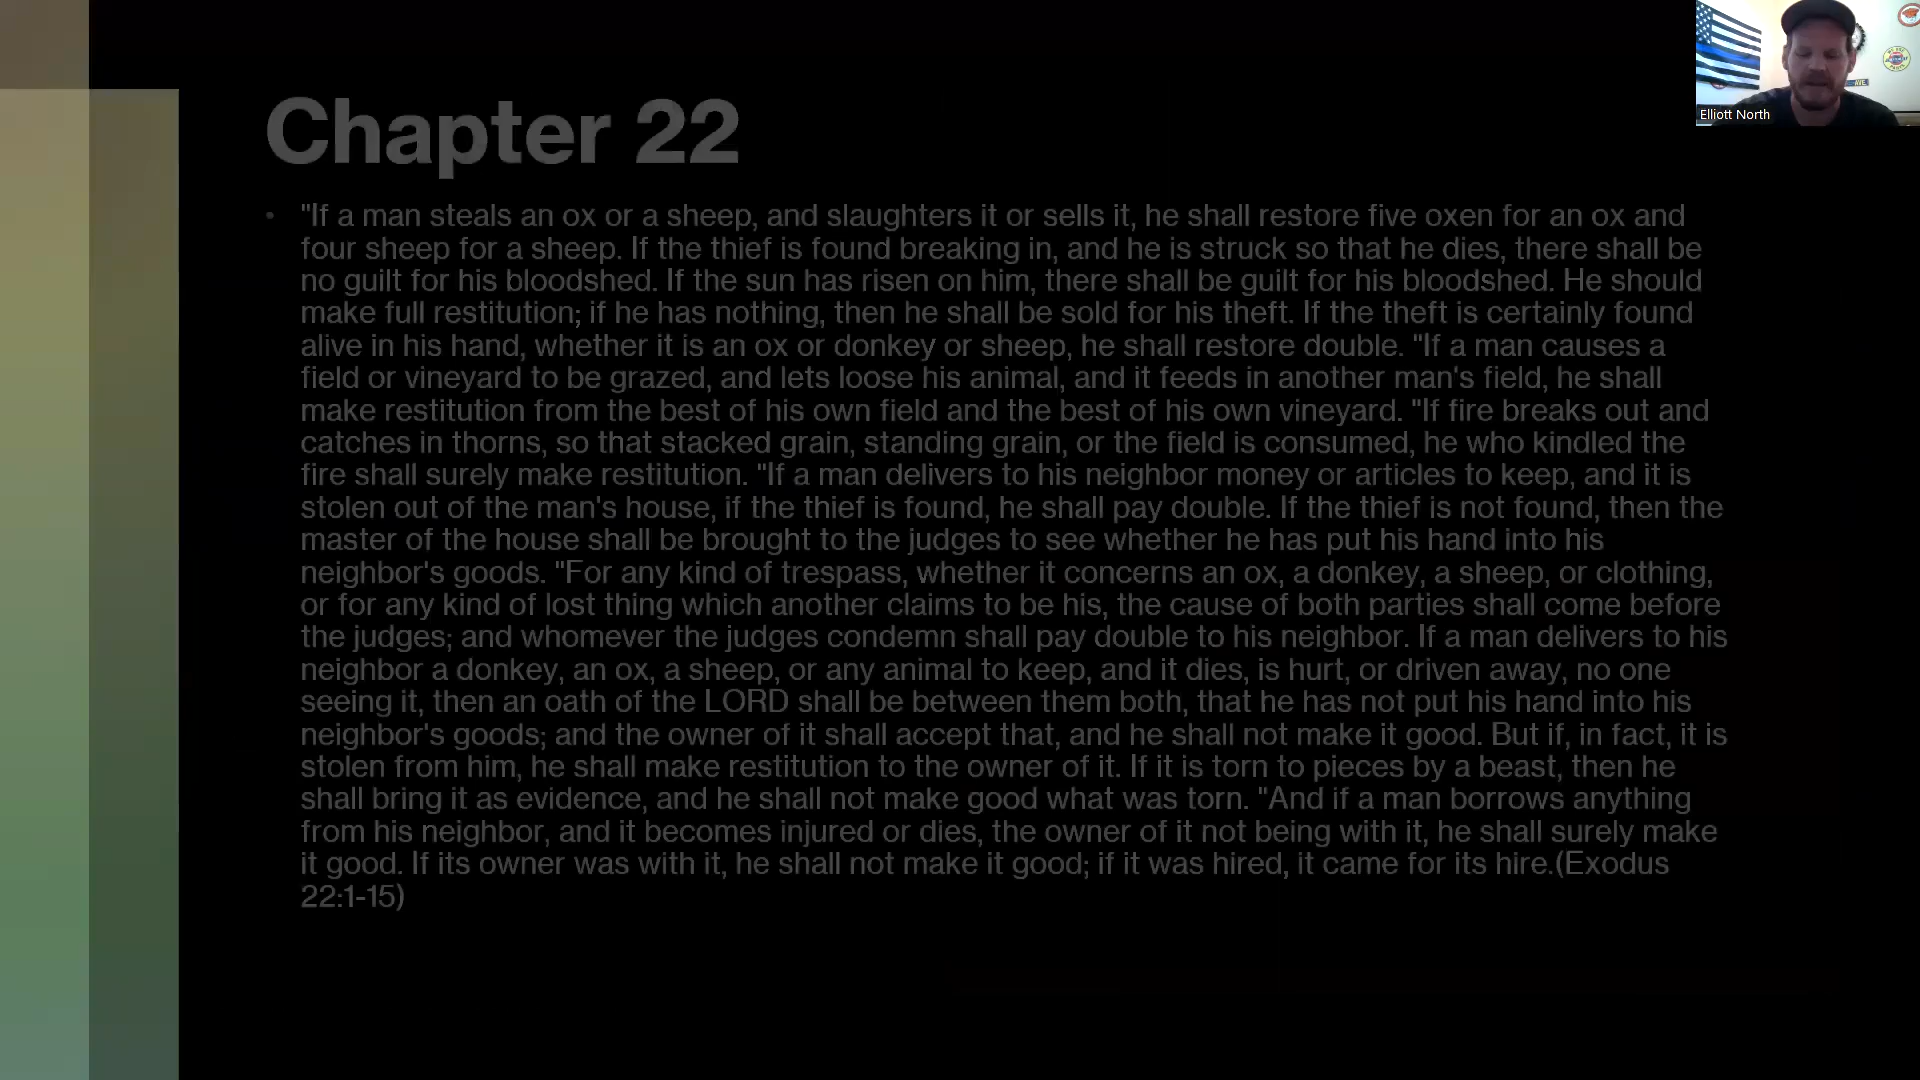 Chapter 22
• "If a man steals an ox or a sheep, and slaughters it or sells it, he shall restore five oxen for an ox and
four sheep for a sheep. If the thief is found breaking in, and he is struck so that he dies, there shall be
no guilt for his bloodshed. If the sun has risen on him, there shall be guilt for his bloodshed. He should
make full restitution; if he has nothing, then he shall be sold for his theft. If the theft is certainly found
alive in his hand, whether it is an ox or donkey or sheep, he shall restore double. "If a man causes a
field or vineyard to be grazed, and lets loose his animal, and it feeds in another man's field, he shall
make restitution from the best of his own field and the best of his own vineyard. "If fire breaks out and
catches in thorns, so that stacked grain, standing grain, or the field is consumed, he who kindled the
fire shall surely make restitution. "If a man delivers to his neighbor money or articles to keep, and it is
stolen out of the man's house, if the thief is found, he shall pay double. If the thief is not found, then the
master of the house shall be brought to the judges to see whether he has put his hand into his
neighbor's goods. "For any kind of trespass, whether it concerns an ox, a donkey, a sheep, or clothing,
or for any kind of lost thing which another claims to be his, the cause of both parties shall come before
the judges; and whomever the judges condemn shall pay double to his neighbor. If a man delivers to his
neighbor a donkey, an ox, a sheep, or any animal to keep, and it dies, is hurt, or driven away, no one
seeing it, then an oath of the LORD shall be between them both, that he has not put his hand into his
neighbor's goods; and the owner of it shall accept that, and he shall not make it good. But if, in fact, it is
stolen from him, he shall make restitution to the owner of it. If it is torn to pieces by a beast, then he
shall bring it as evidence, and he shall not make good what was torn. "And if a man borrows anything
from his neighbor, and it becomes injured or dies, the owner of it not being with it, he shall surely make
it good. If its owner was with it, he shall not make it good; if it was hired, it came for its hire.(Exodus
22:1-15)
Elliott North
AVE